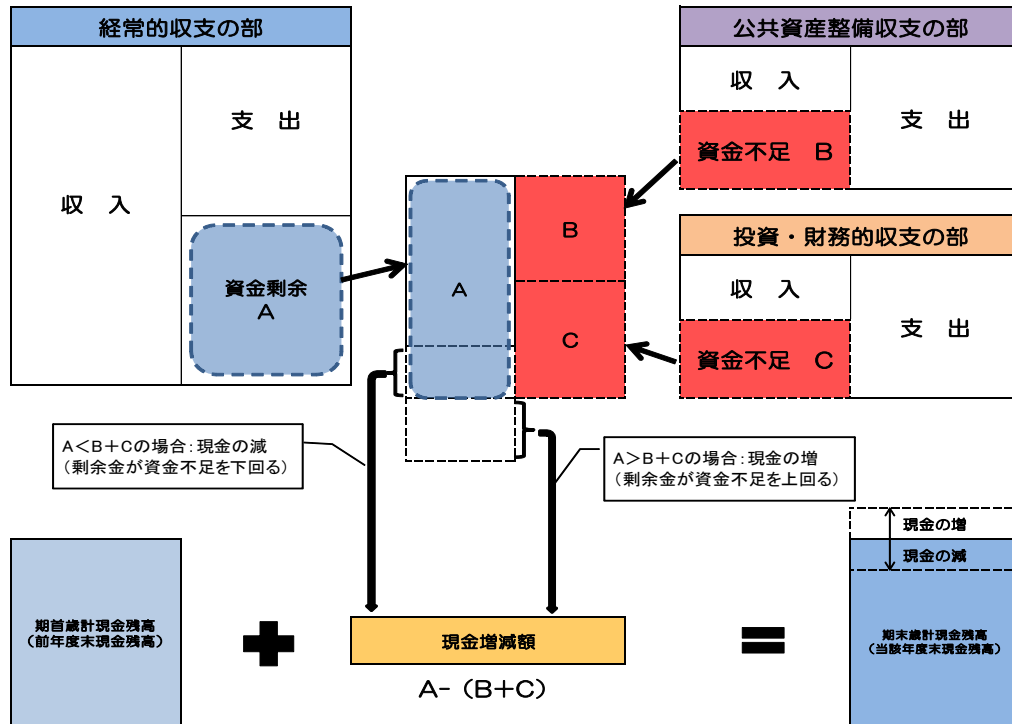 経常的収支の部
収　入
支　出
資金剰余
A
公共資産整備収支の部
収　入
資金不足　B
支　出
投資・財務的収支の部
収　入
資金不足　C
支　出
A
B
C
A<B+Cの場合:現金の減
(剰余金が資金不足を下回る)
A>B+Cの場合:現金の増
(剰余金が資金不足を上回る)
期首歳計現金残高
(前年度末現金残高)
現金増減額
A-(B+C)
現金の増
現金の減
期末歳計現金残高
(当該年度末現金残高)